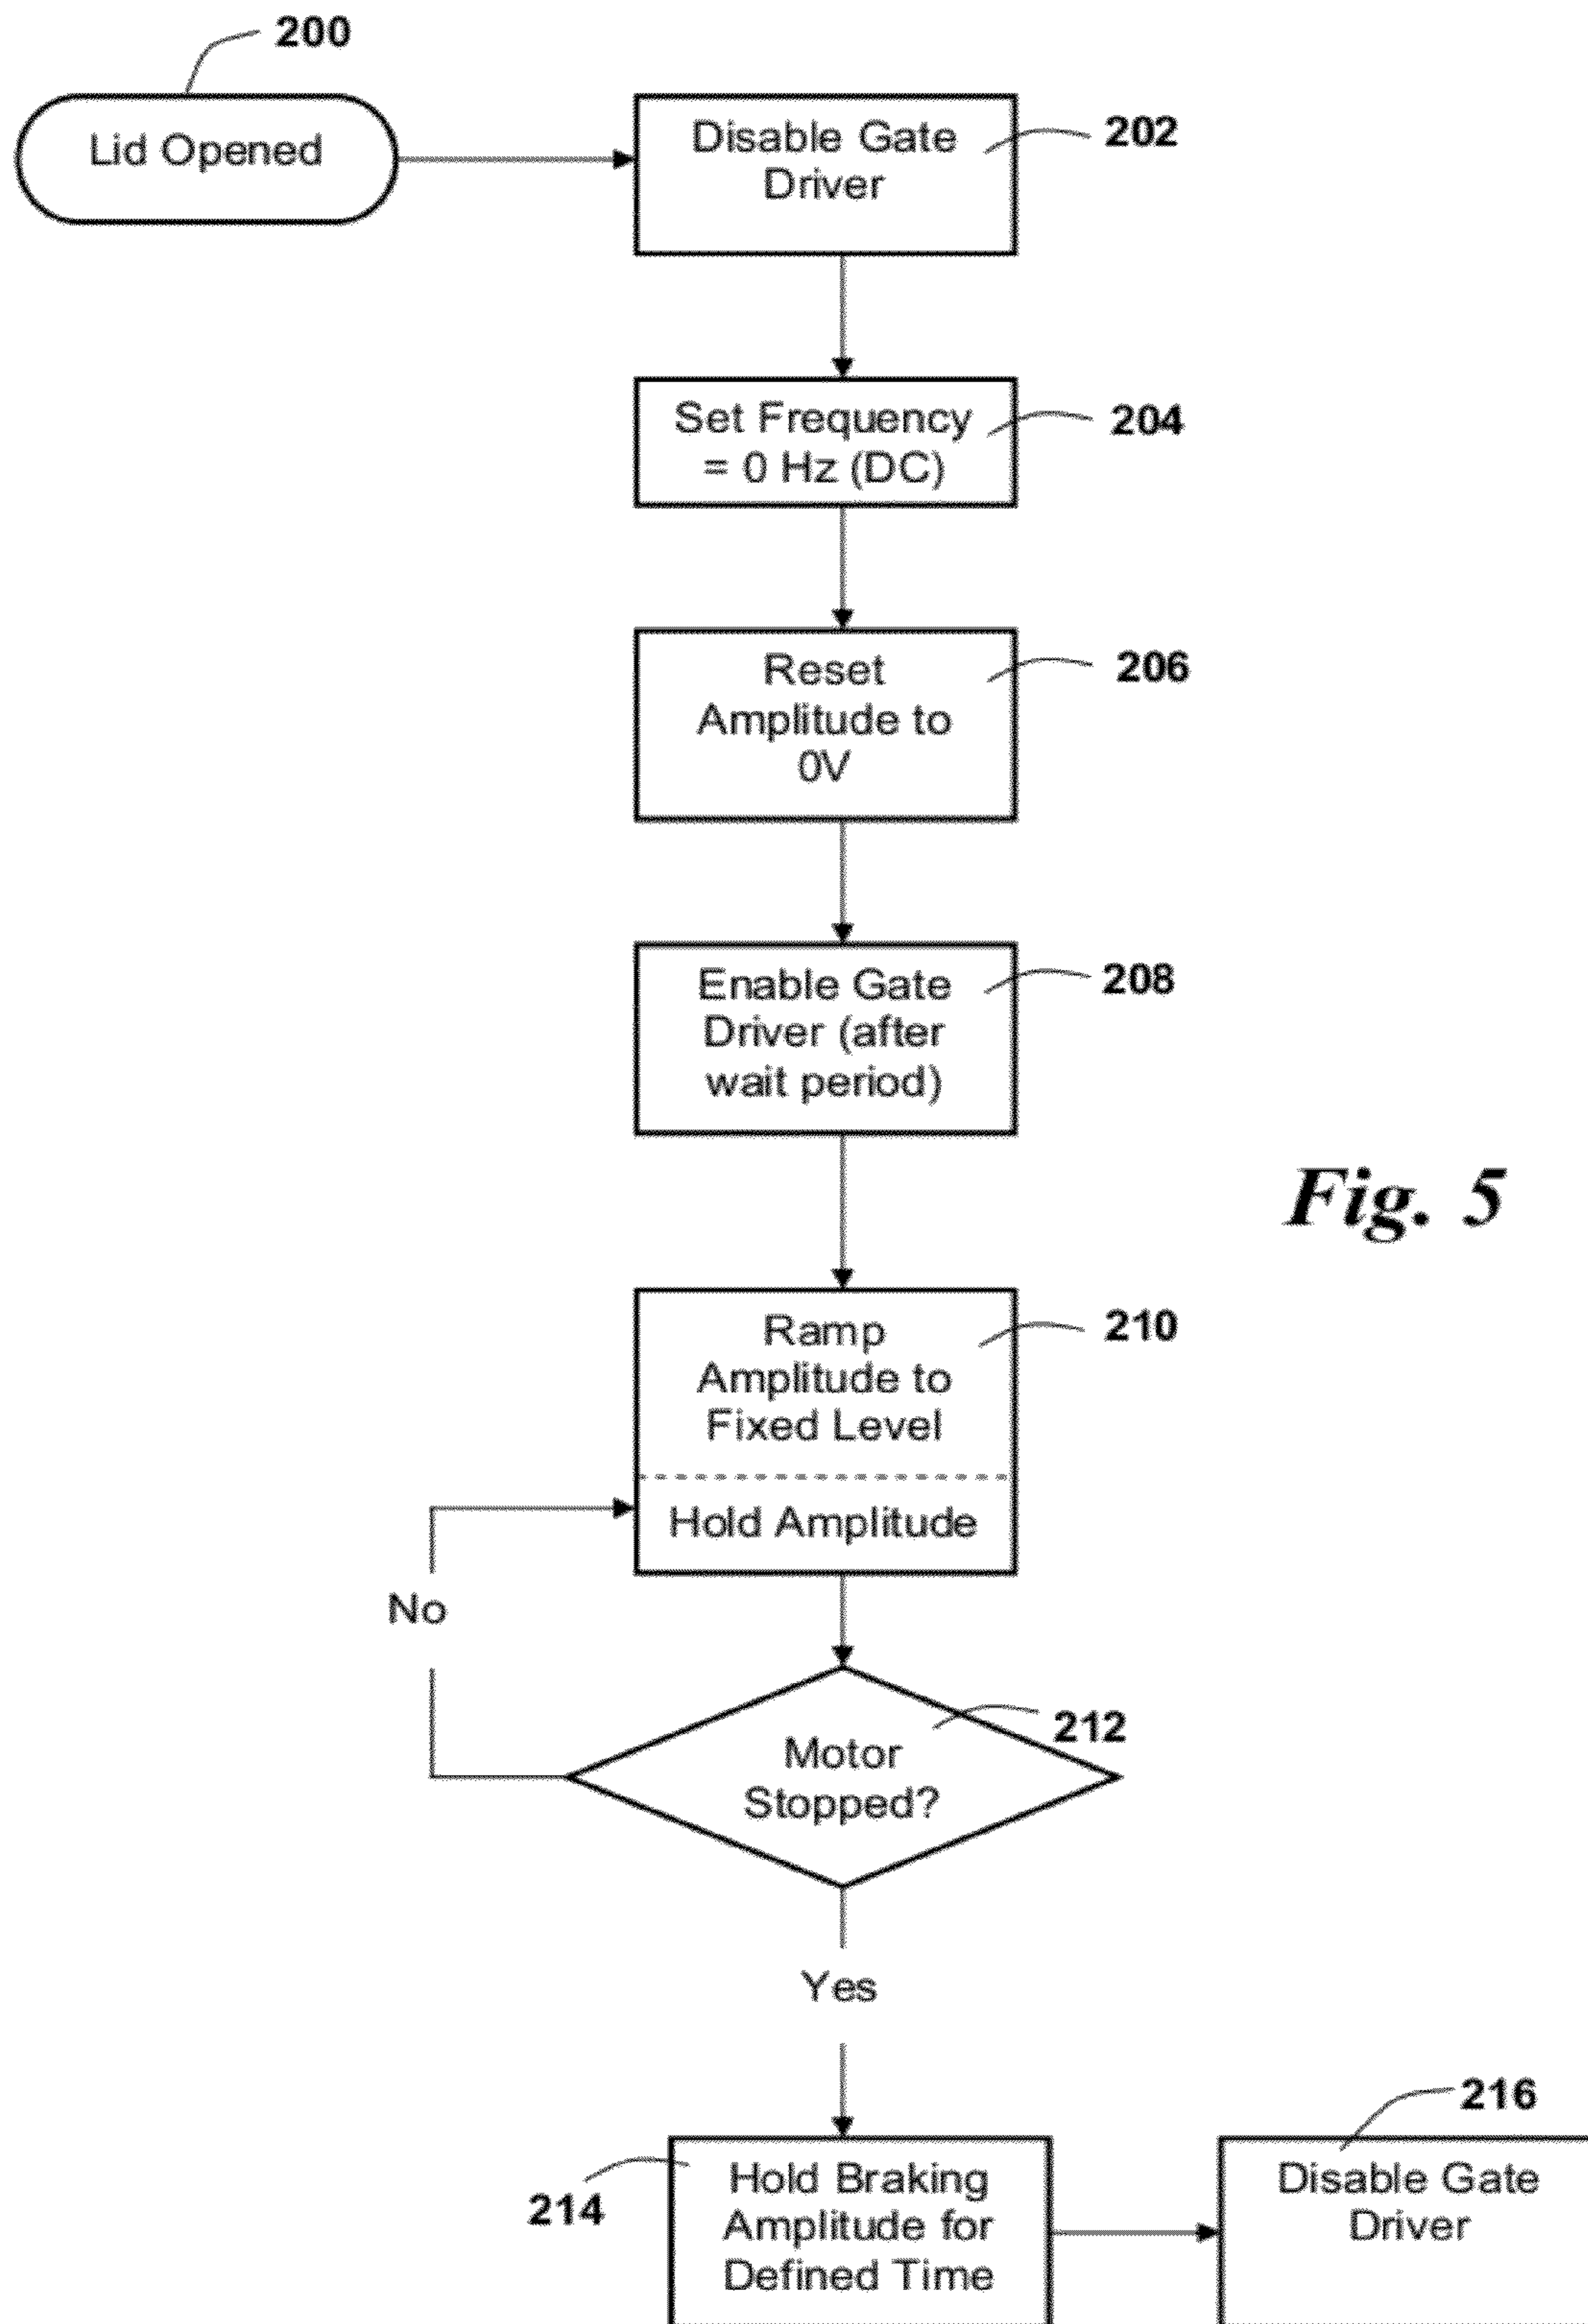 200
Lid Opened
Disable Gate
Driver
202
Set Frequency
= 0 Hz (DC)
204
Reset
Amplitude to
0V
206
Enable Gate
Driver (after
wait period)
208
Fig. 5
Ramp
Amplitude to
Fixed Level
210
Hold Amplitude
No
Motor
Stopped?
212
Yes
214
Hold Braking
Amplitude for
Defined Time
216
Disable Gate
Driver